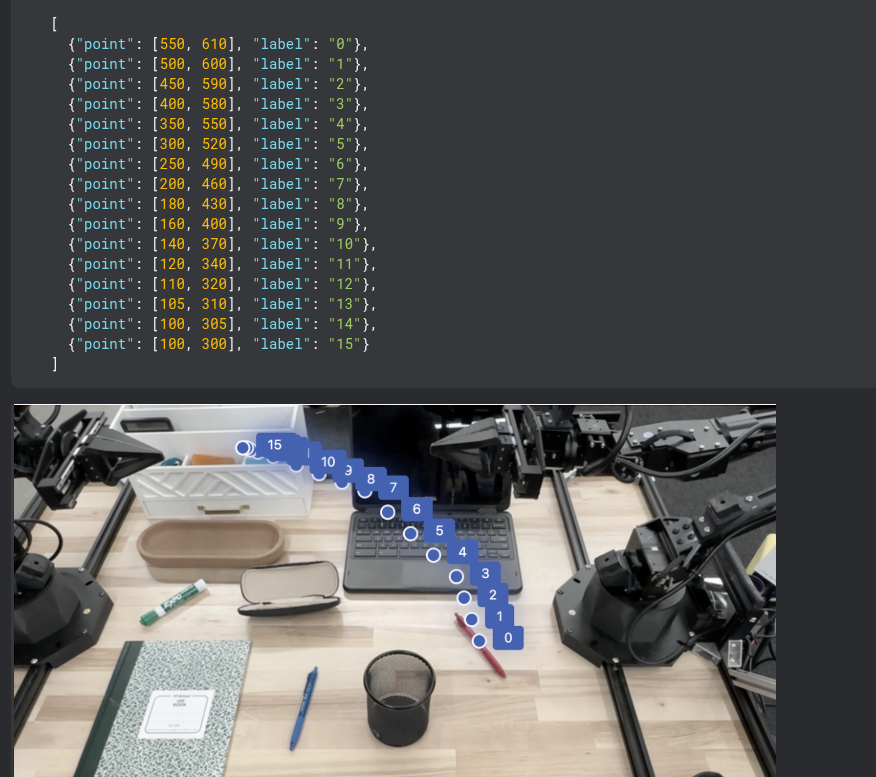 [
{"point": [550, 610], "label": "0"},
{"point": [500, 600], "label": "1"},
{"point": [450, 590], "label": "2"},
{"point": [400, 580], "label": "3"},
{"point": [350, 550], "label": "4"},
{"point": [300, 520], "label": "5"},
{"point": [250, 490], "label": "6"},
{"point": [200, 460], "label": "7"},
{"point": [180, 430], "label": "8"},
{"point": [160, 400], "label": "9"},
{"point": [140, 370], "label": "10"},
{"point": [120, 340], "label": "11"},
{"point": [110, 320], "label": "12"},
{"point": [105, 310], "label": "13"},
{"point": [100, 305], "label": "14"},
{"point": [100, 300], "label": "15"}
]
15
10
9
8
7
6
5
4
3
2
1
0
EXPO